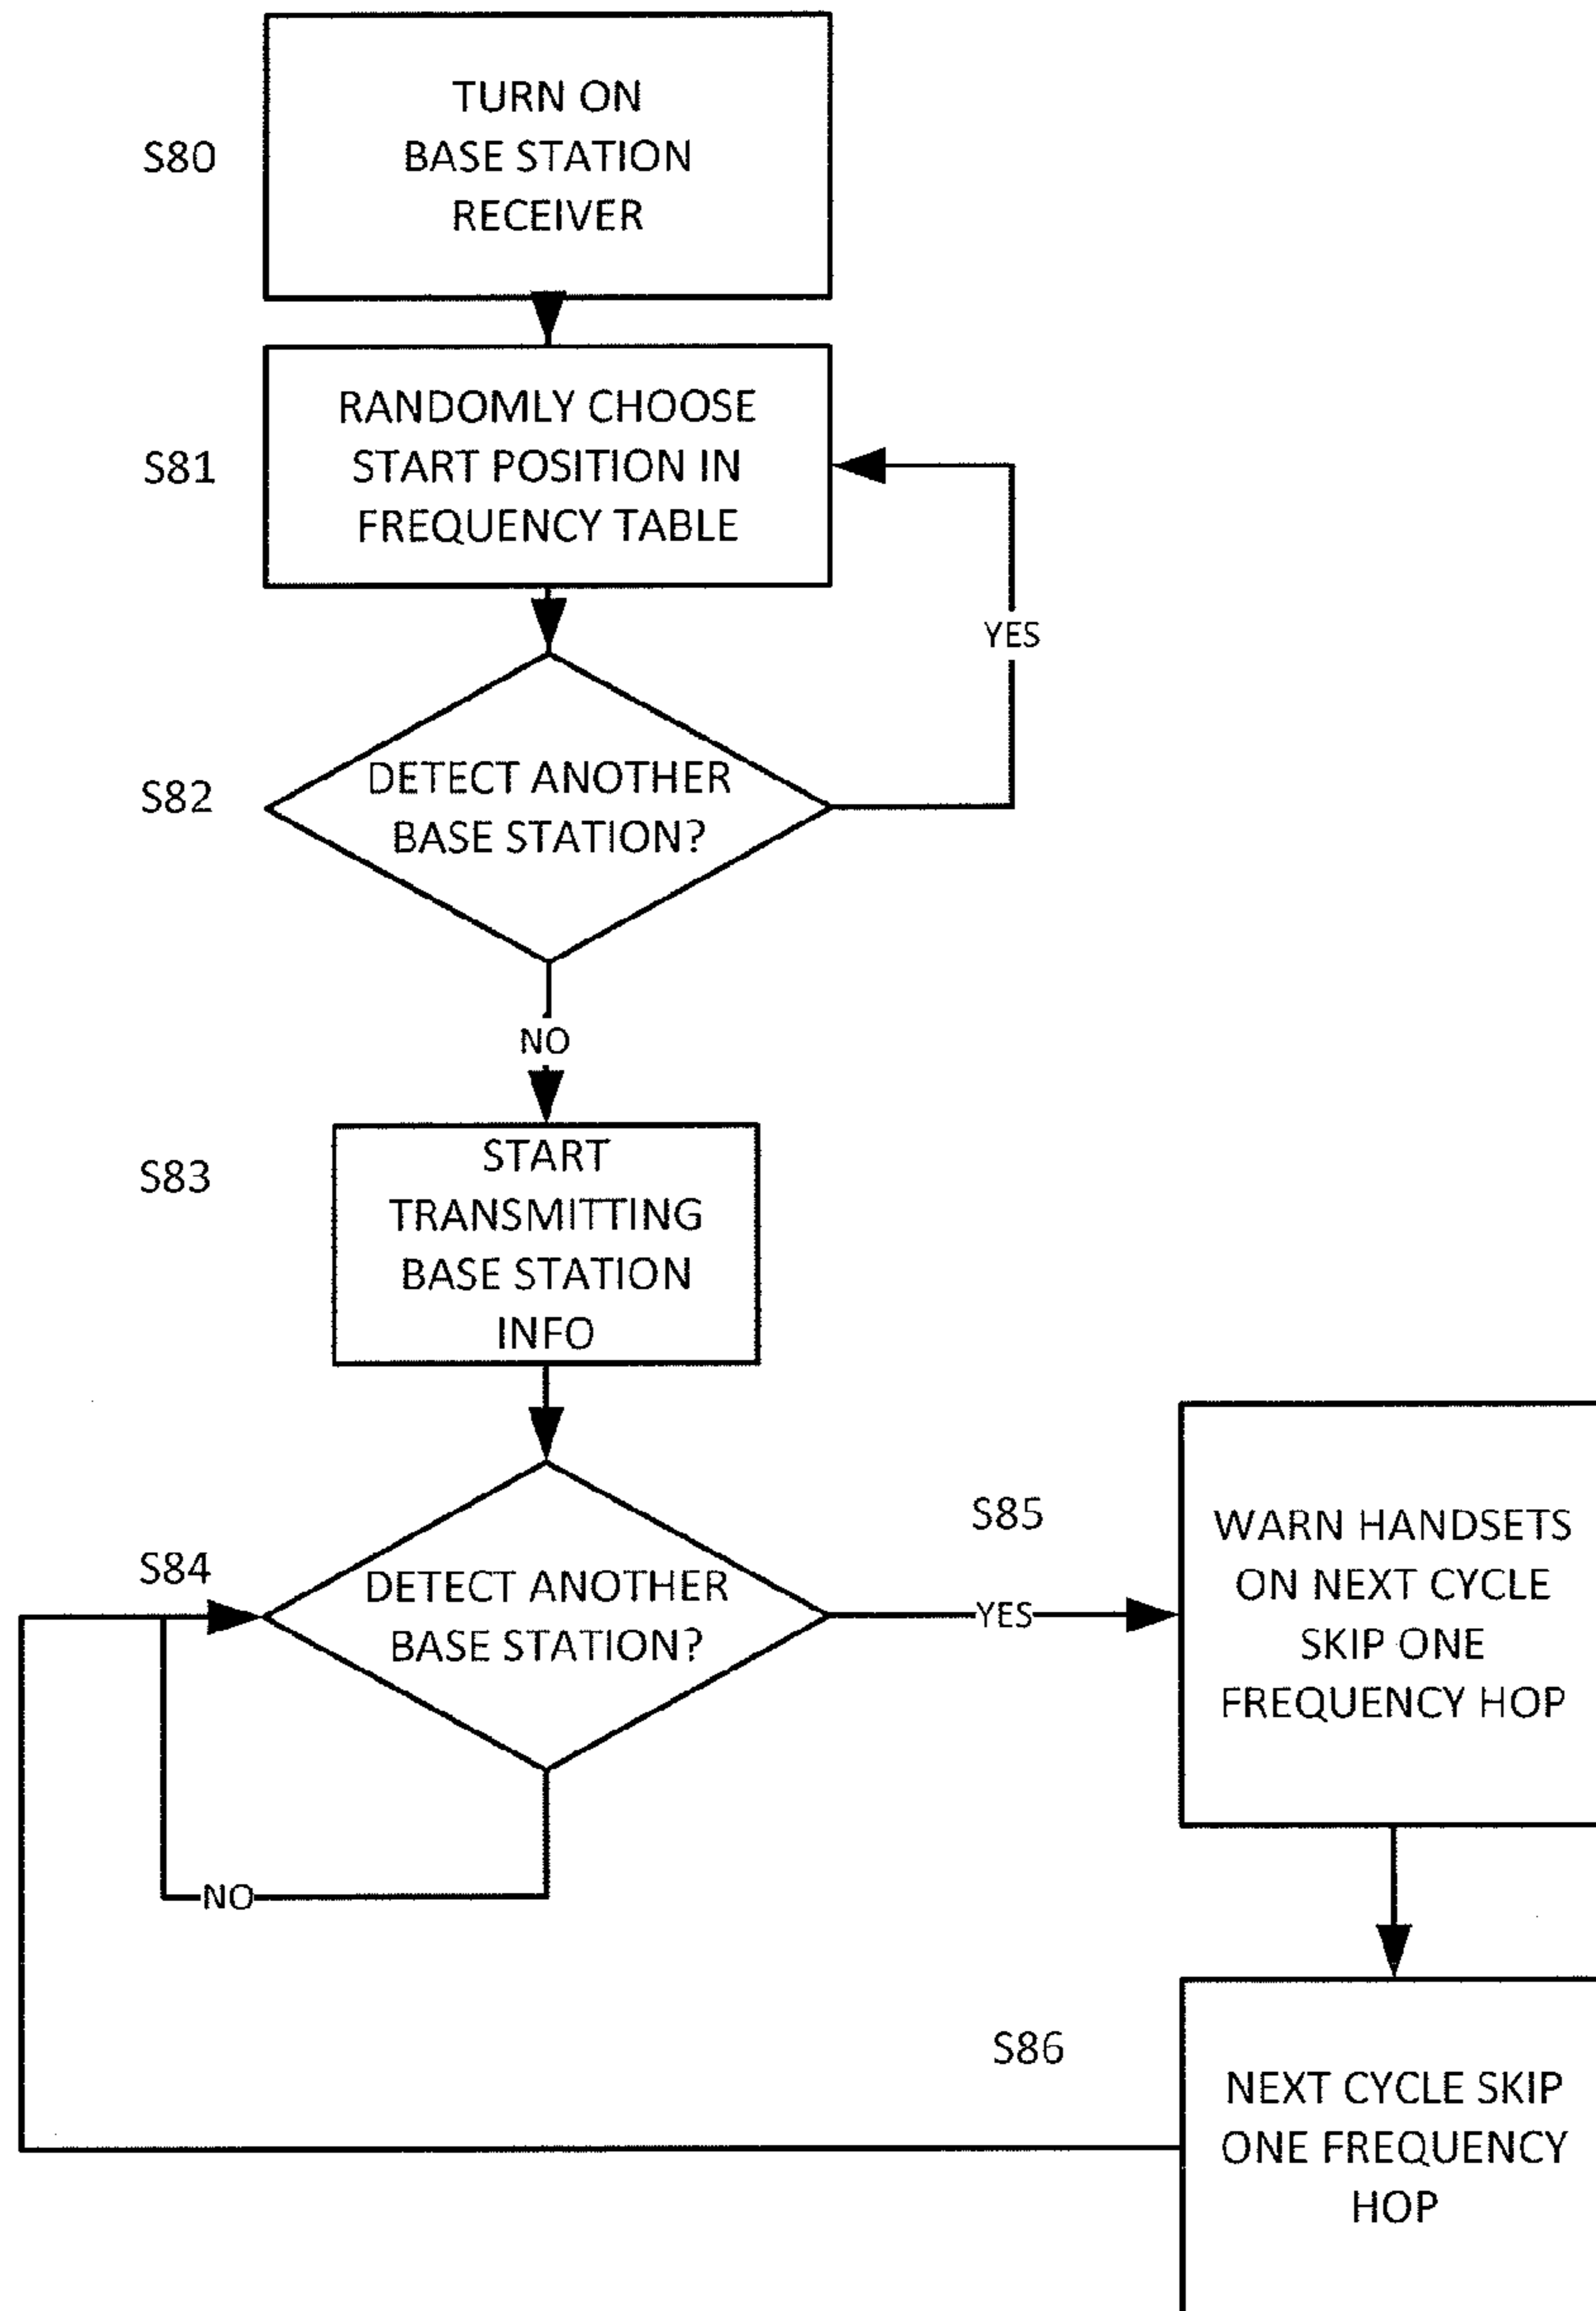 S80
TURN ON
BASE STATION
RECEIVER
S81
RANDOMLY CHOOSE
START POSITION IN
FREQUENCY TABLE
YES
S82
DETECT ANOTHER
BASE STATION?
NO
S83
START
TRANSMITTING
BASE STATION
INFO
S84
DETECT ANOTHER
BASE STATION?
YES
NO
S85
WARN HANDSETS
ON NEXT CYCLE
SKIP ONE
FREQUENCY HOP
S86
NEXT CYCLE SKIP
ONE FREQUENCY
HOP